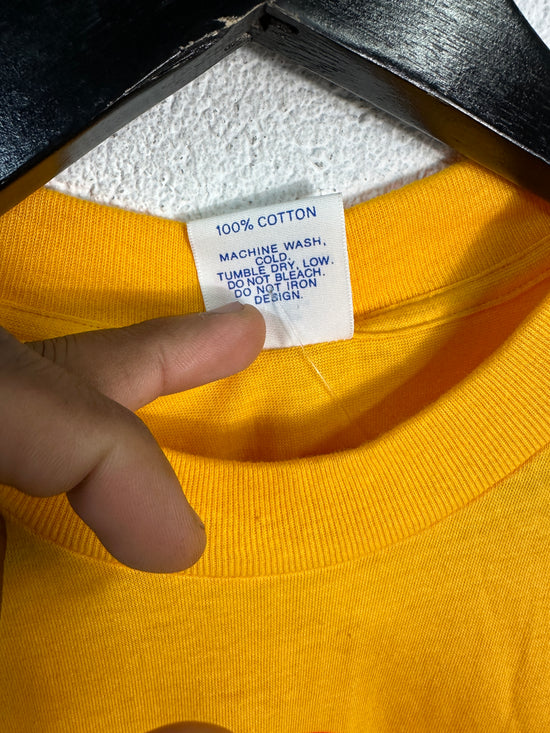 100% COTTON
MACHINE WASH,
COLD.
TUMBLE DRY, LOW.
DO NOT BLEACH.
DO NOT IRON
DESIGN.